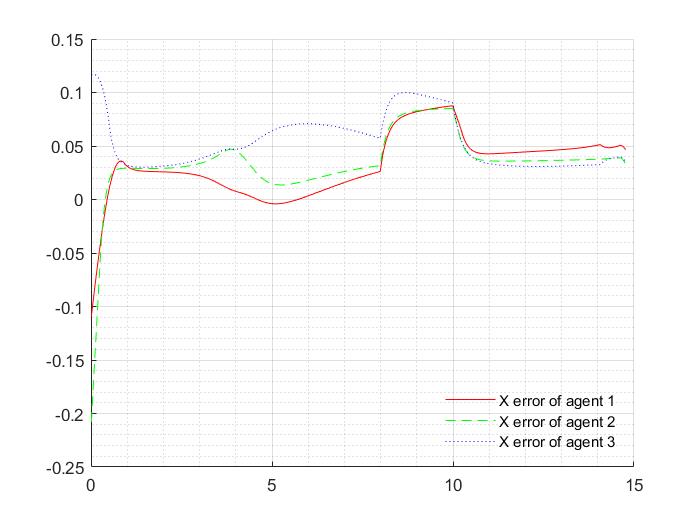 0.15
0.1
0.05
0
-0.05
-0.1
-0.15
-0.2
-0.25
X error of agent 1
X error of agent 2
X error of agent 3
0 5 10 15